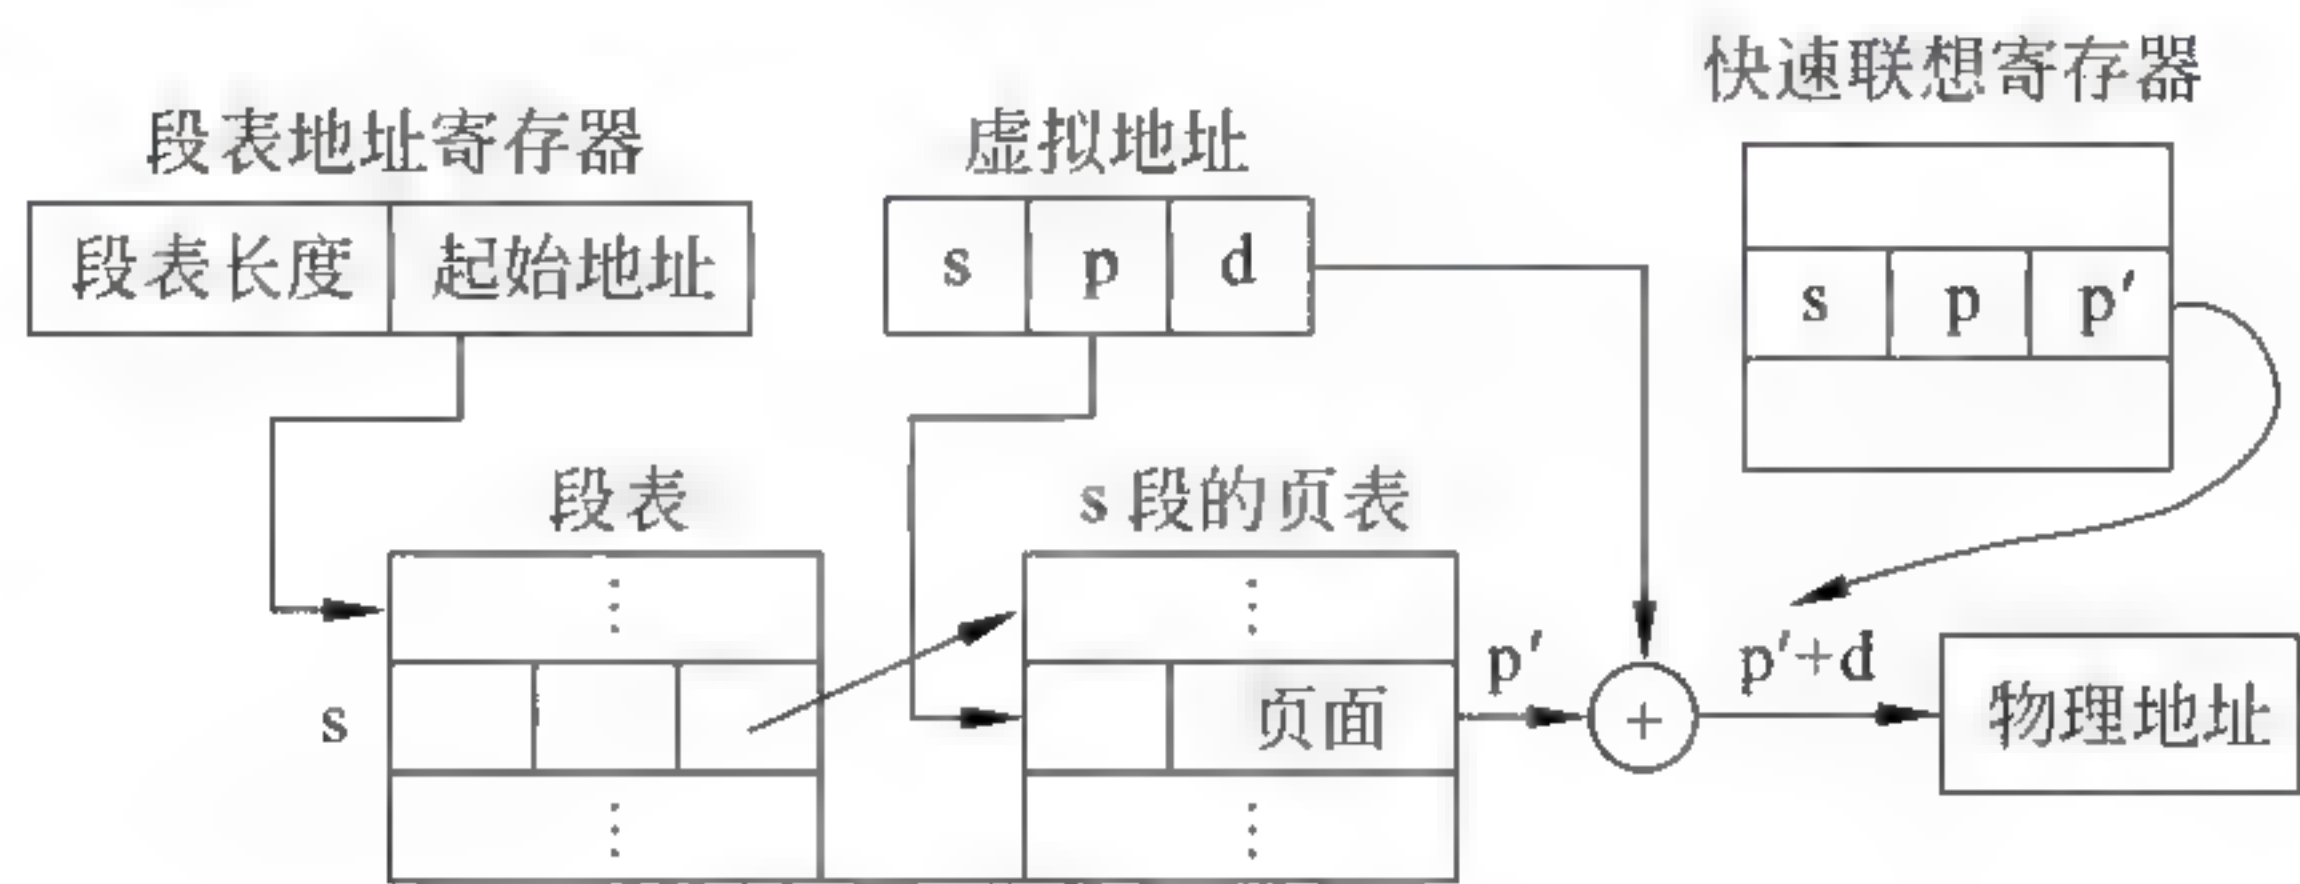 快速联想寄存器
段表地址寄存器
虚拟地址
段表长度 起始地址
s p d
s p p′
段表
s 段的页表
⋮ ⋮
s
页面
p′
+
p′+d
物理地址
⋮ ⋮